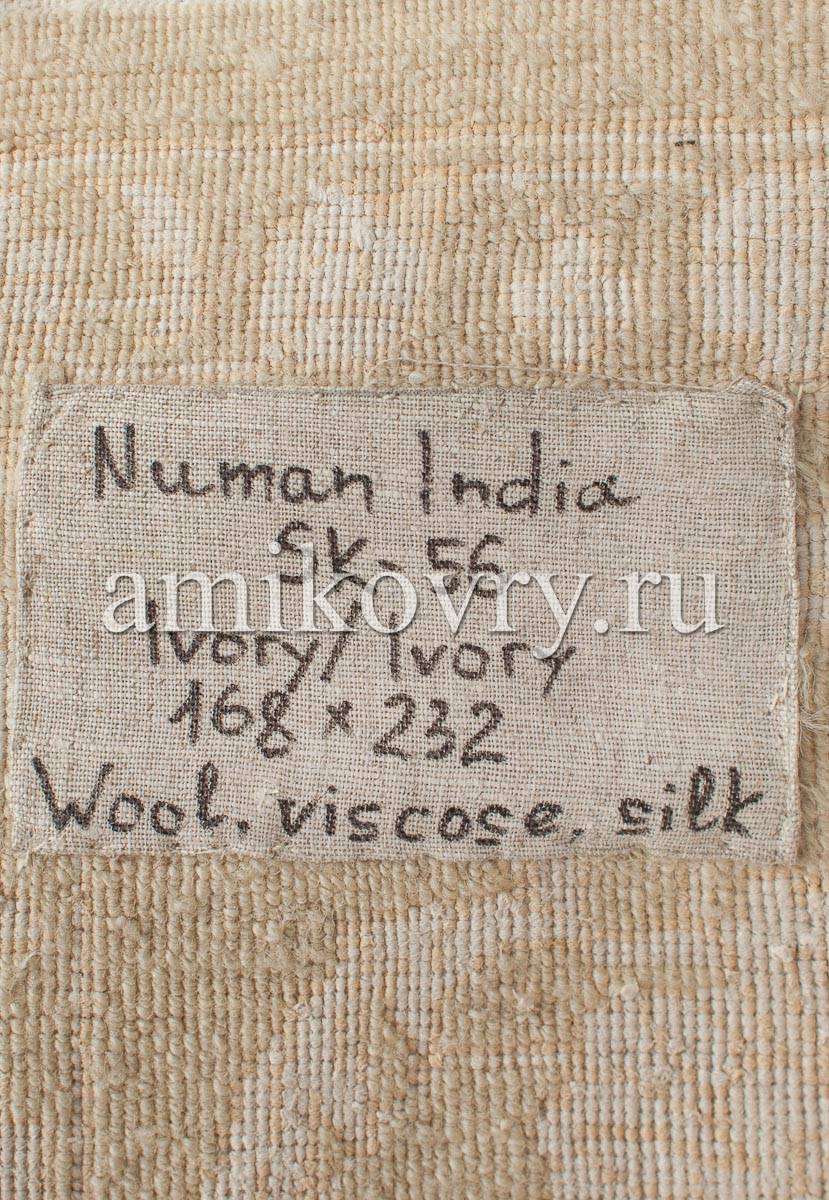 Numan India
SK-56
amikovry.ru
Ivory/Ivory
168 x 232
Wool. viscose. silk